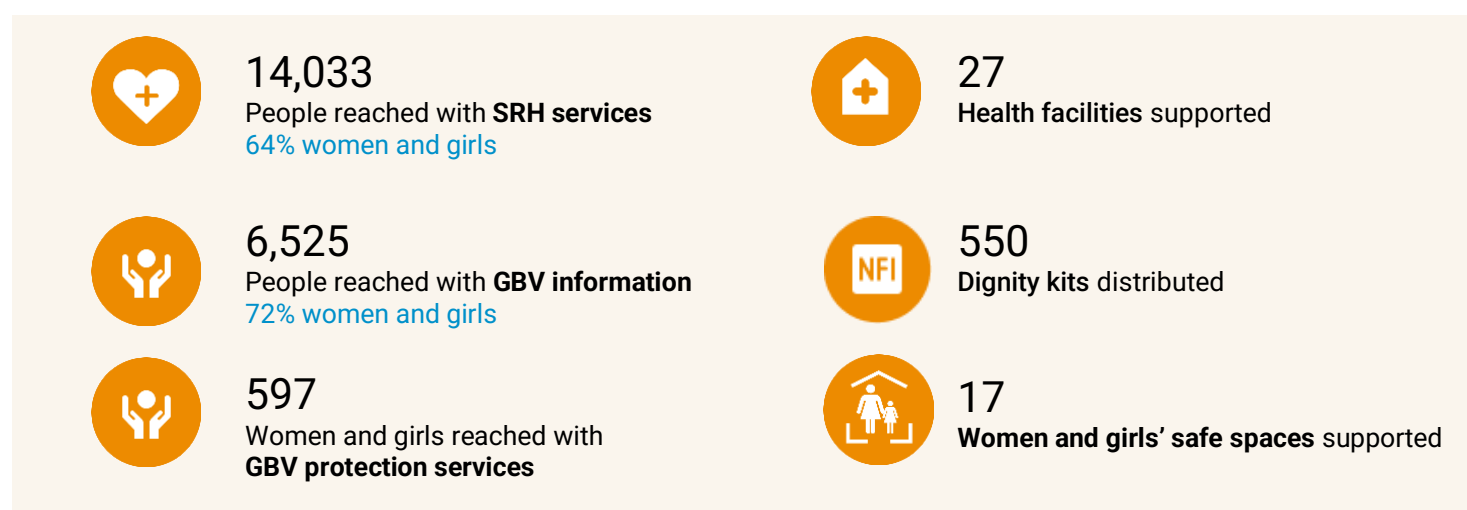 14,033
People reached with SRH services
64% women and girls
27
Health facilities supported
6,525
People reached with GBV information
72% women and girls
NFI
550
Dignity kits distributed
597
Women and girls reached with
GBV protection services
17
Women and girls’ safe spaces supported